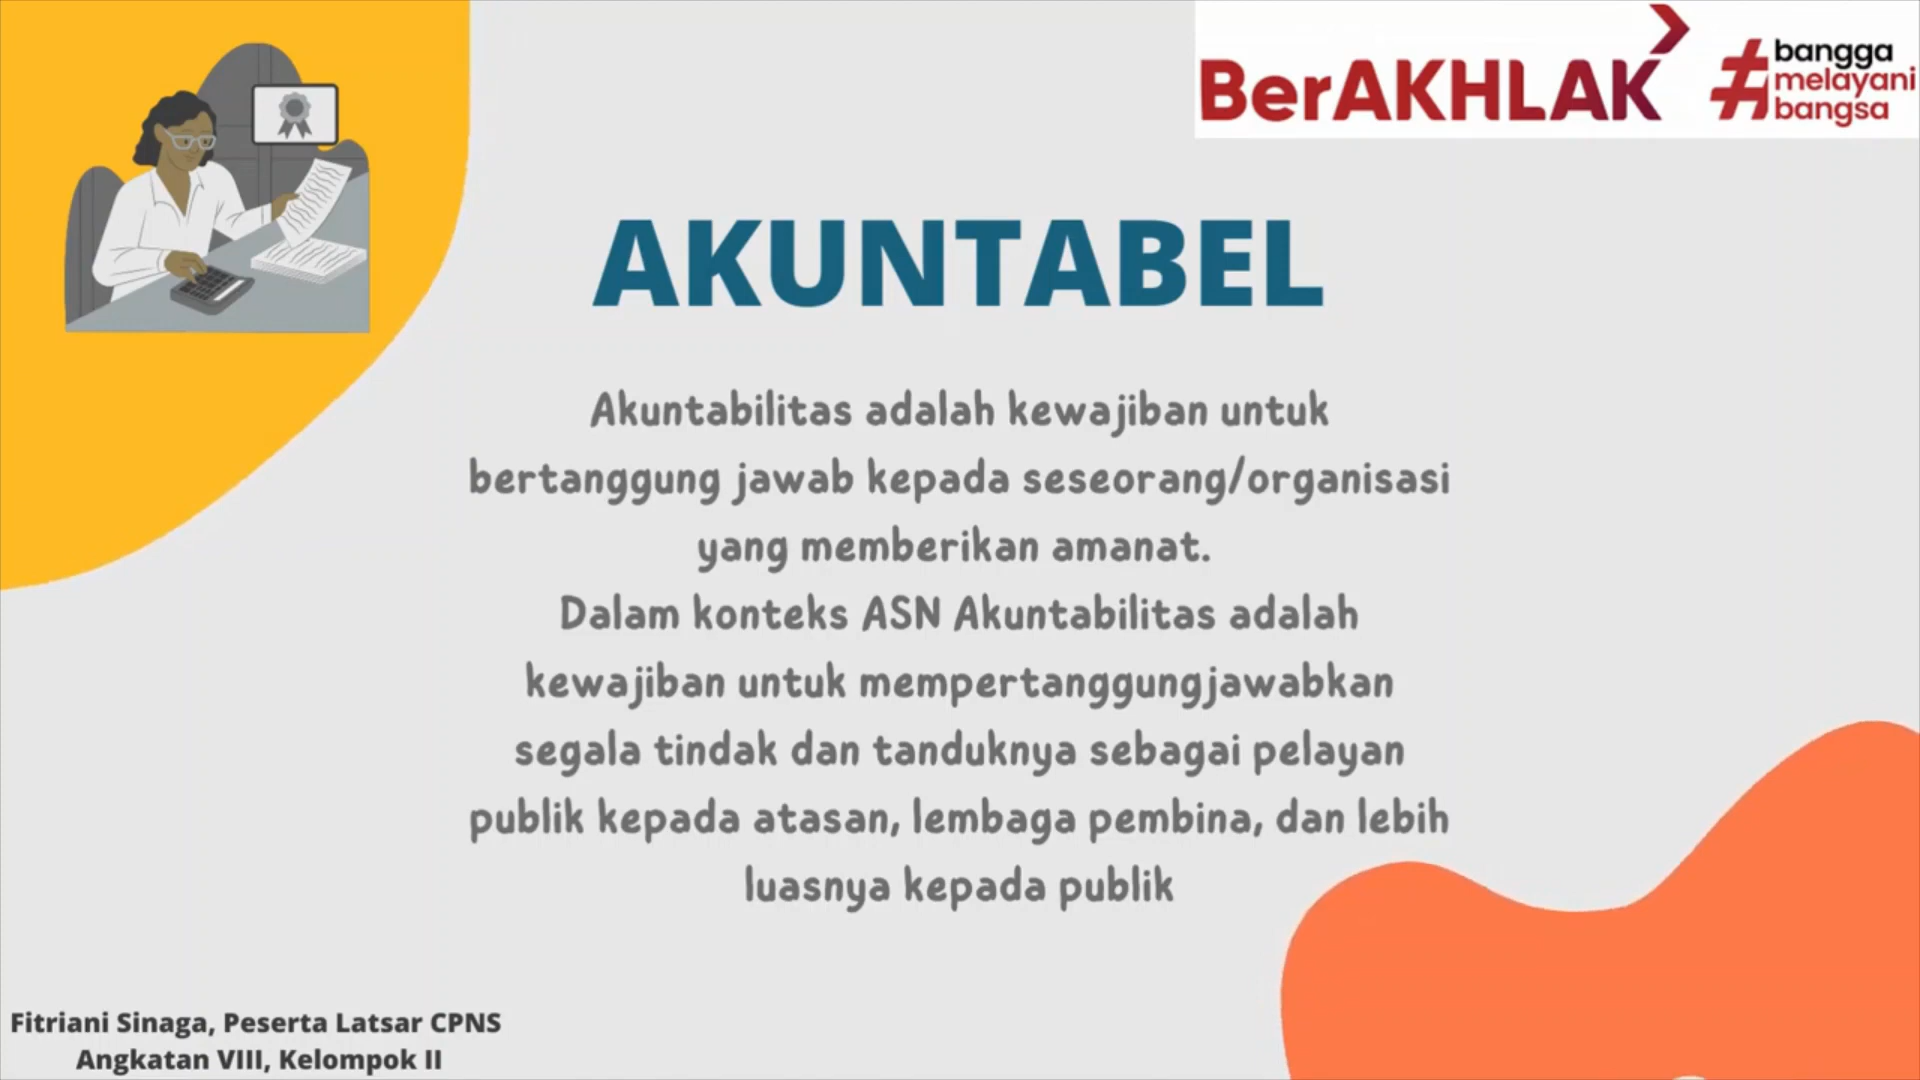 BerAKHLAK
#bangga
melayani
bangsa
AKUNTABEL
Akuntabilitas adalah kewajiban untuk
bertanggung jawab kepada seseorang/organisasi
yang memberikan amanat.
Dalam konteks ASN Akuntabilitas adalah
kewajiban untuk mempertanggungjawabkan
segala tindak dan tanduknya sebagai pelayan
publik kepada atasan, lembaga pembina, dan lebih
luasnya kepada publik
Fitriani Sinaga, Peserta Latsar CPNS
Angkatan VIII, Kelompok II